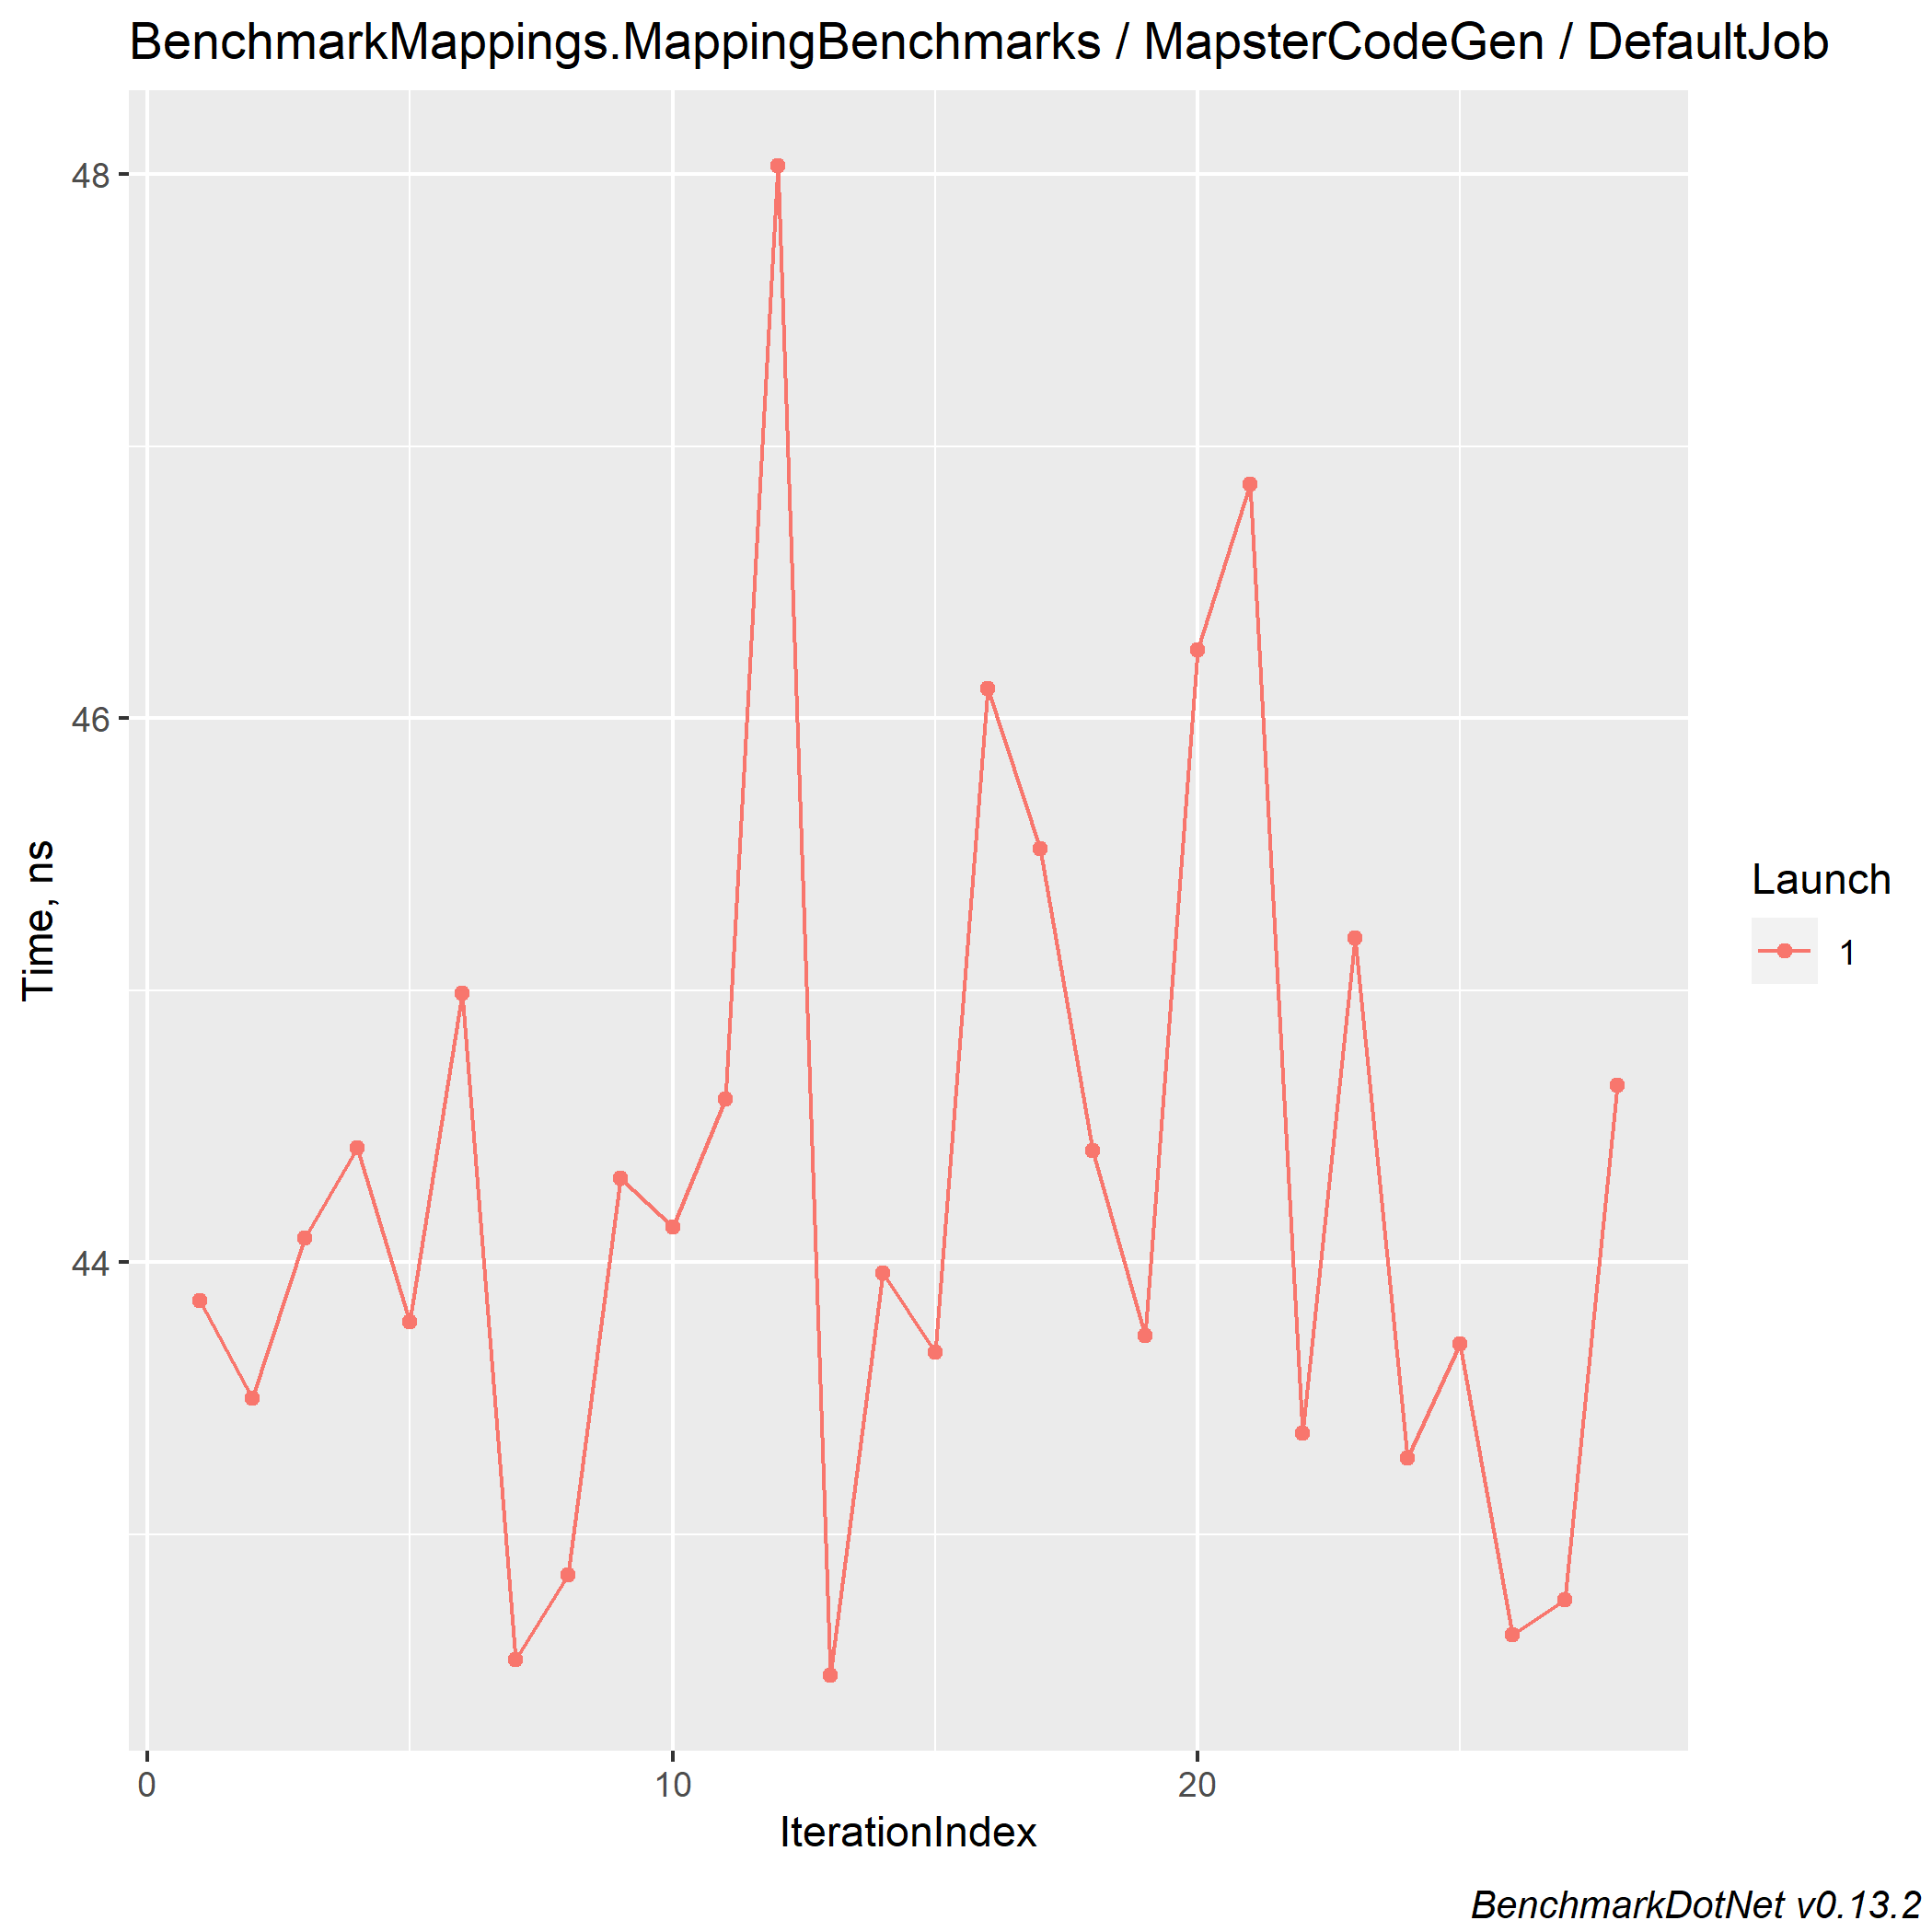 BenchmarkMappings.MappingBenchmarks / MapsterCodeGen / DefaultJob
48
46
44
Time, ns
0
10
20
IterationIndex
Launch
1
BenchmarkDotNet v0.13.2